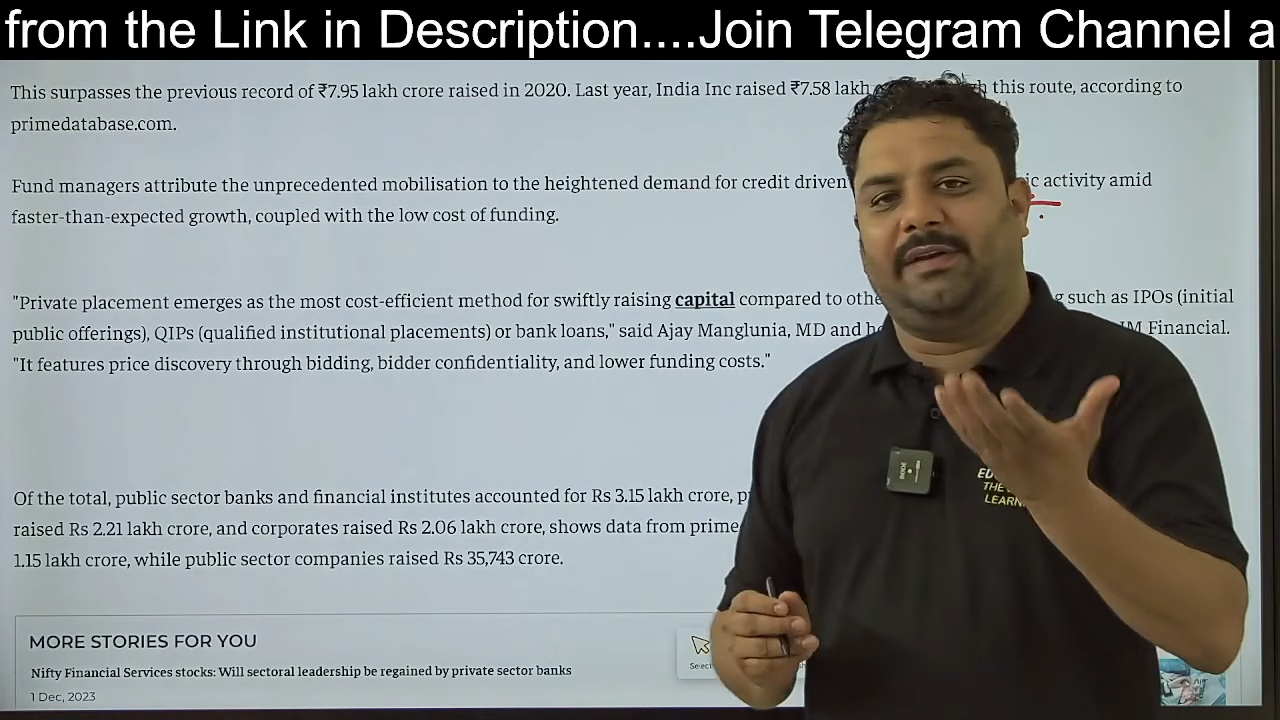 from the Link in Description....Join Telegram Channel a
This surpasses the previous record of ₹7.95 lakh crore raised in 2020. Last year, India Inc raised ₹7.58 lakh this route, according to
primedatabase.com.
Fund managers attribute the unprecedented mobilisation to the heightened demand for credit driven activity amid
faster-than-expected growth, coupled with the low cost of funding.
"Private placement emerges as the most cost-efficient method for swiftly raising capital compared to such as IPOs (initial
public offerings), QIPs (qualified institutional placements) or bank loans," said Ajay Manglunia, MD and JM Financial.
"It features price discovery through bidding, bidder confidentiality, and lower funding costs."
Of the total, public sector banks and financial institutes accounted for Rs 3.15 lakh crore,
raised Rs 2.21 lakh crore, and corporates raised Rs 2.06 lakh crore, shows data from
1.15 lakh crore, while public sector companies raised Rs 35,743 crore.
MORE STORIES FOR YOU
Nifty Financial Services stocks: Will sectoral leadership be regained by private sector banks
1 Dec, 2023
Select
RODE
THE